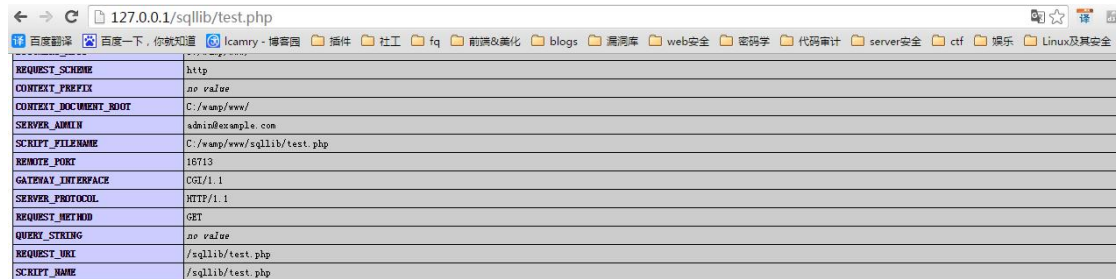 127.0.0.1/sqllib/test.php
译 百度翻译 百度一下，你就知道 lcamry - 博客园 插件 社工 fq 前端&美化 blogs 漏洞库 web安全 密码学 代码审计 server安全 ctf 娱乐 Linux及其安全
REQUEST_SCHEME http
CONTEXT_PREFIX no value
CONTEXT_DOCUMENT_ROOT C:/wamp/www/
SERVER_ADMIN admin@example.com
SCRIPT_FILENAME C:/wamp/www/sqllib/test.php
REMOTE_PORT 16713
GATEWAY_INTERFACE CGI/1.1
SERVER_PROTOCOL HTTP/1.1
REQUEST_METHOD GET
QUERY_STRING no value
REQUEST_URI /sqllib/test.php
SCRIPT_NAME /sqllib/test.php